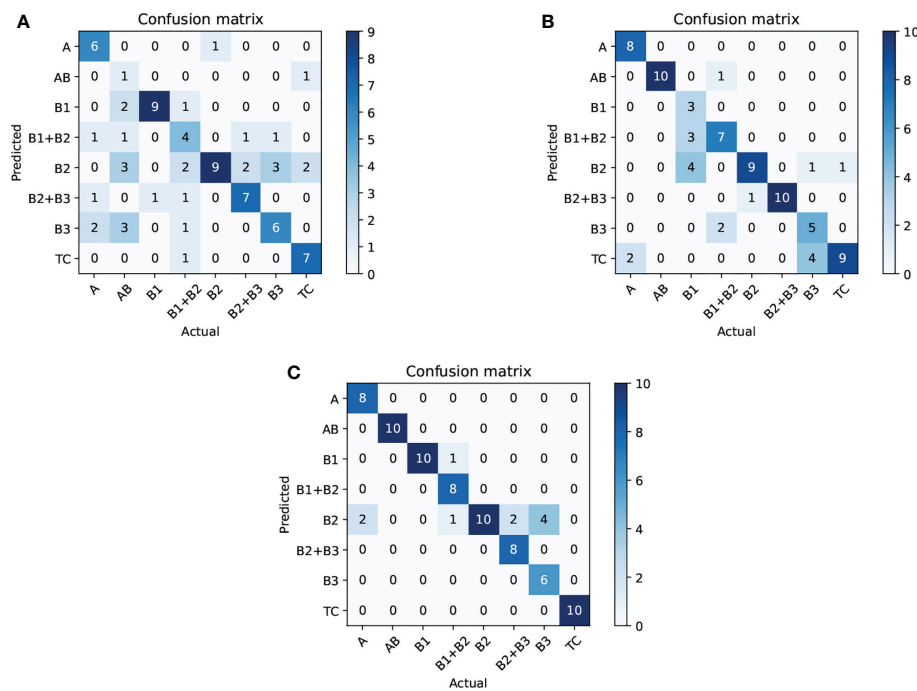 A
Confusion matrix
A 6 0 0 0 1 0 0 0
AB 0 1 0 0 0 0 0 1
B1 0 2 9 1 0 0 0 0
B1+B2 1 1 0 4 0 1 1 0
B2 0 3 0 2 9 2 3 2
B2+B3 1 0 1 1 0 7 0 0
B3 2 3 0 1 0 0 6 0
TC 0 0 0 1 0 0 0 7
Predicted
A AB B1 B1+B2 B2 B2+B3 B3 TC
Actual
9
8
7
6
5
4
3
2
1
0
B
Confusion matrix
A 8 0 0 0 0 0 0 0
AB 0 10 0 1 0 0 0 0
B1 0 0 3 0 0 0 0 0
B1+B2 0 0 3 7 0 0 0 0
B2 0 0 4 0 9 0 1 1
B2+B3 0 0 0 0 1 10 0 0
B3 0 0 0 2 0 0 5 0
TC 2 0 0 0 0 0 4 9
Predicted
A AB B1 B1+B2 B2 B2+B3 B3 TC
Actual
10
8
6
4
2
0
C
Confusion matrix
A 8 0 0 0 0 0 0 0
AB 0 10 0 0 0 0 0 0
B1 0 0 10 1 0 0 0 0
B1+B2 0 0 0 8 0 0 0 0
B2 2 0 0 1 10 2 4 0
B2+B3 0 0 0 0 0 8 0 0
B3 0 0 0 0 0 0 6 0
TC 0 0 0 0 0 0 0 10
Predicted
A AB B1 B1+B2 B2 B2+B3 B3 TC
Actual
10
8
6
4
2
0